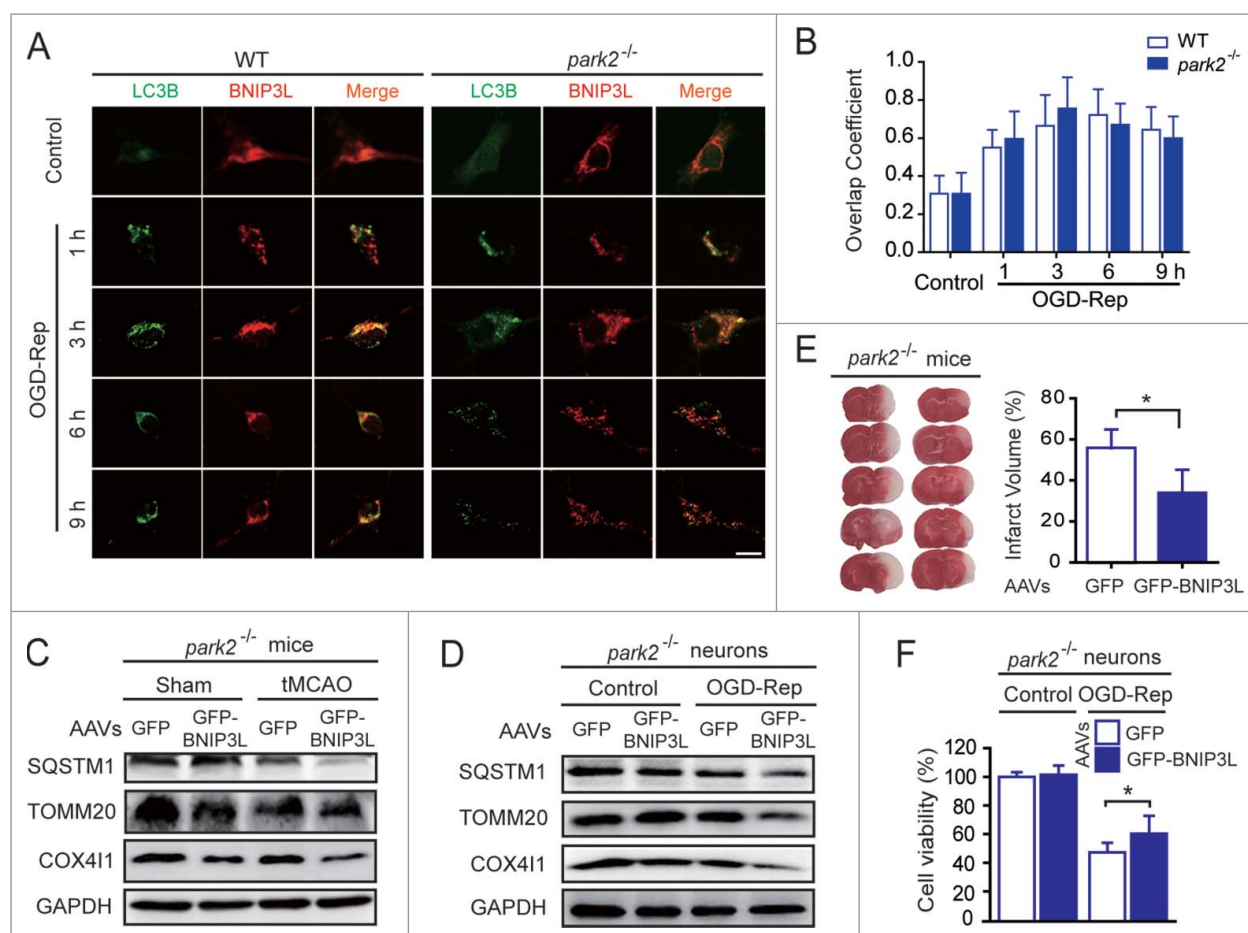 A
WT
park2-/-
LC3B BNIP3L Merge LC3B BNIP3L Merge
Control
OGD-Rep
1 h
3 h
6 h
9 h
B
WT
park2-/-
Overlap Coefficient
1.0
0.8
0.6
0.4
0.2
0.0
Control 1 3 6 9 h
OGD-Rep
E
park2-/- mice
Infarct Volume (%)
80
60
40
20
0
*
AAVs GFP GFP-BNIP3L
C
park2-/- mice
Sham tMCAO
AAVs GFP GFP-BNIP3L GFP GFP-BNIP3L
SQSTM1
TOMM20
COX4I1
GAPDH
D
park2-/- neurons
Control OGD-Rep
AAVs GFP GFP-BNIP3L GFP GFP-BNIP3L
SQSTM1
TOMM20
COX4I1
GAPDH
F
park2-/- neurons
Control OGD-Rep
AAVs
GFP
GFP-BNIP3L
Cell viability (%)
120
100
80
60
40
20
0
*